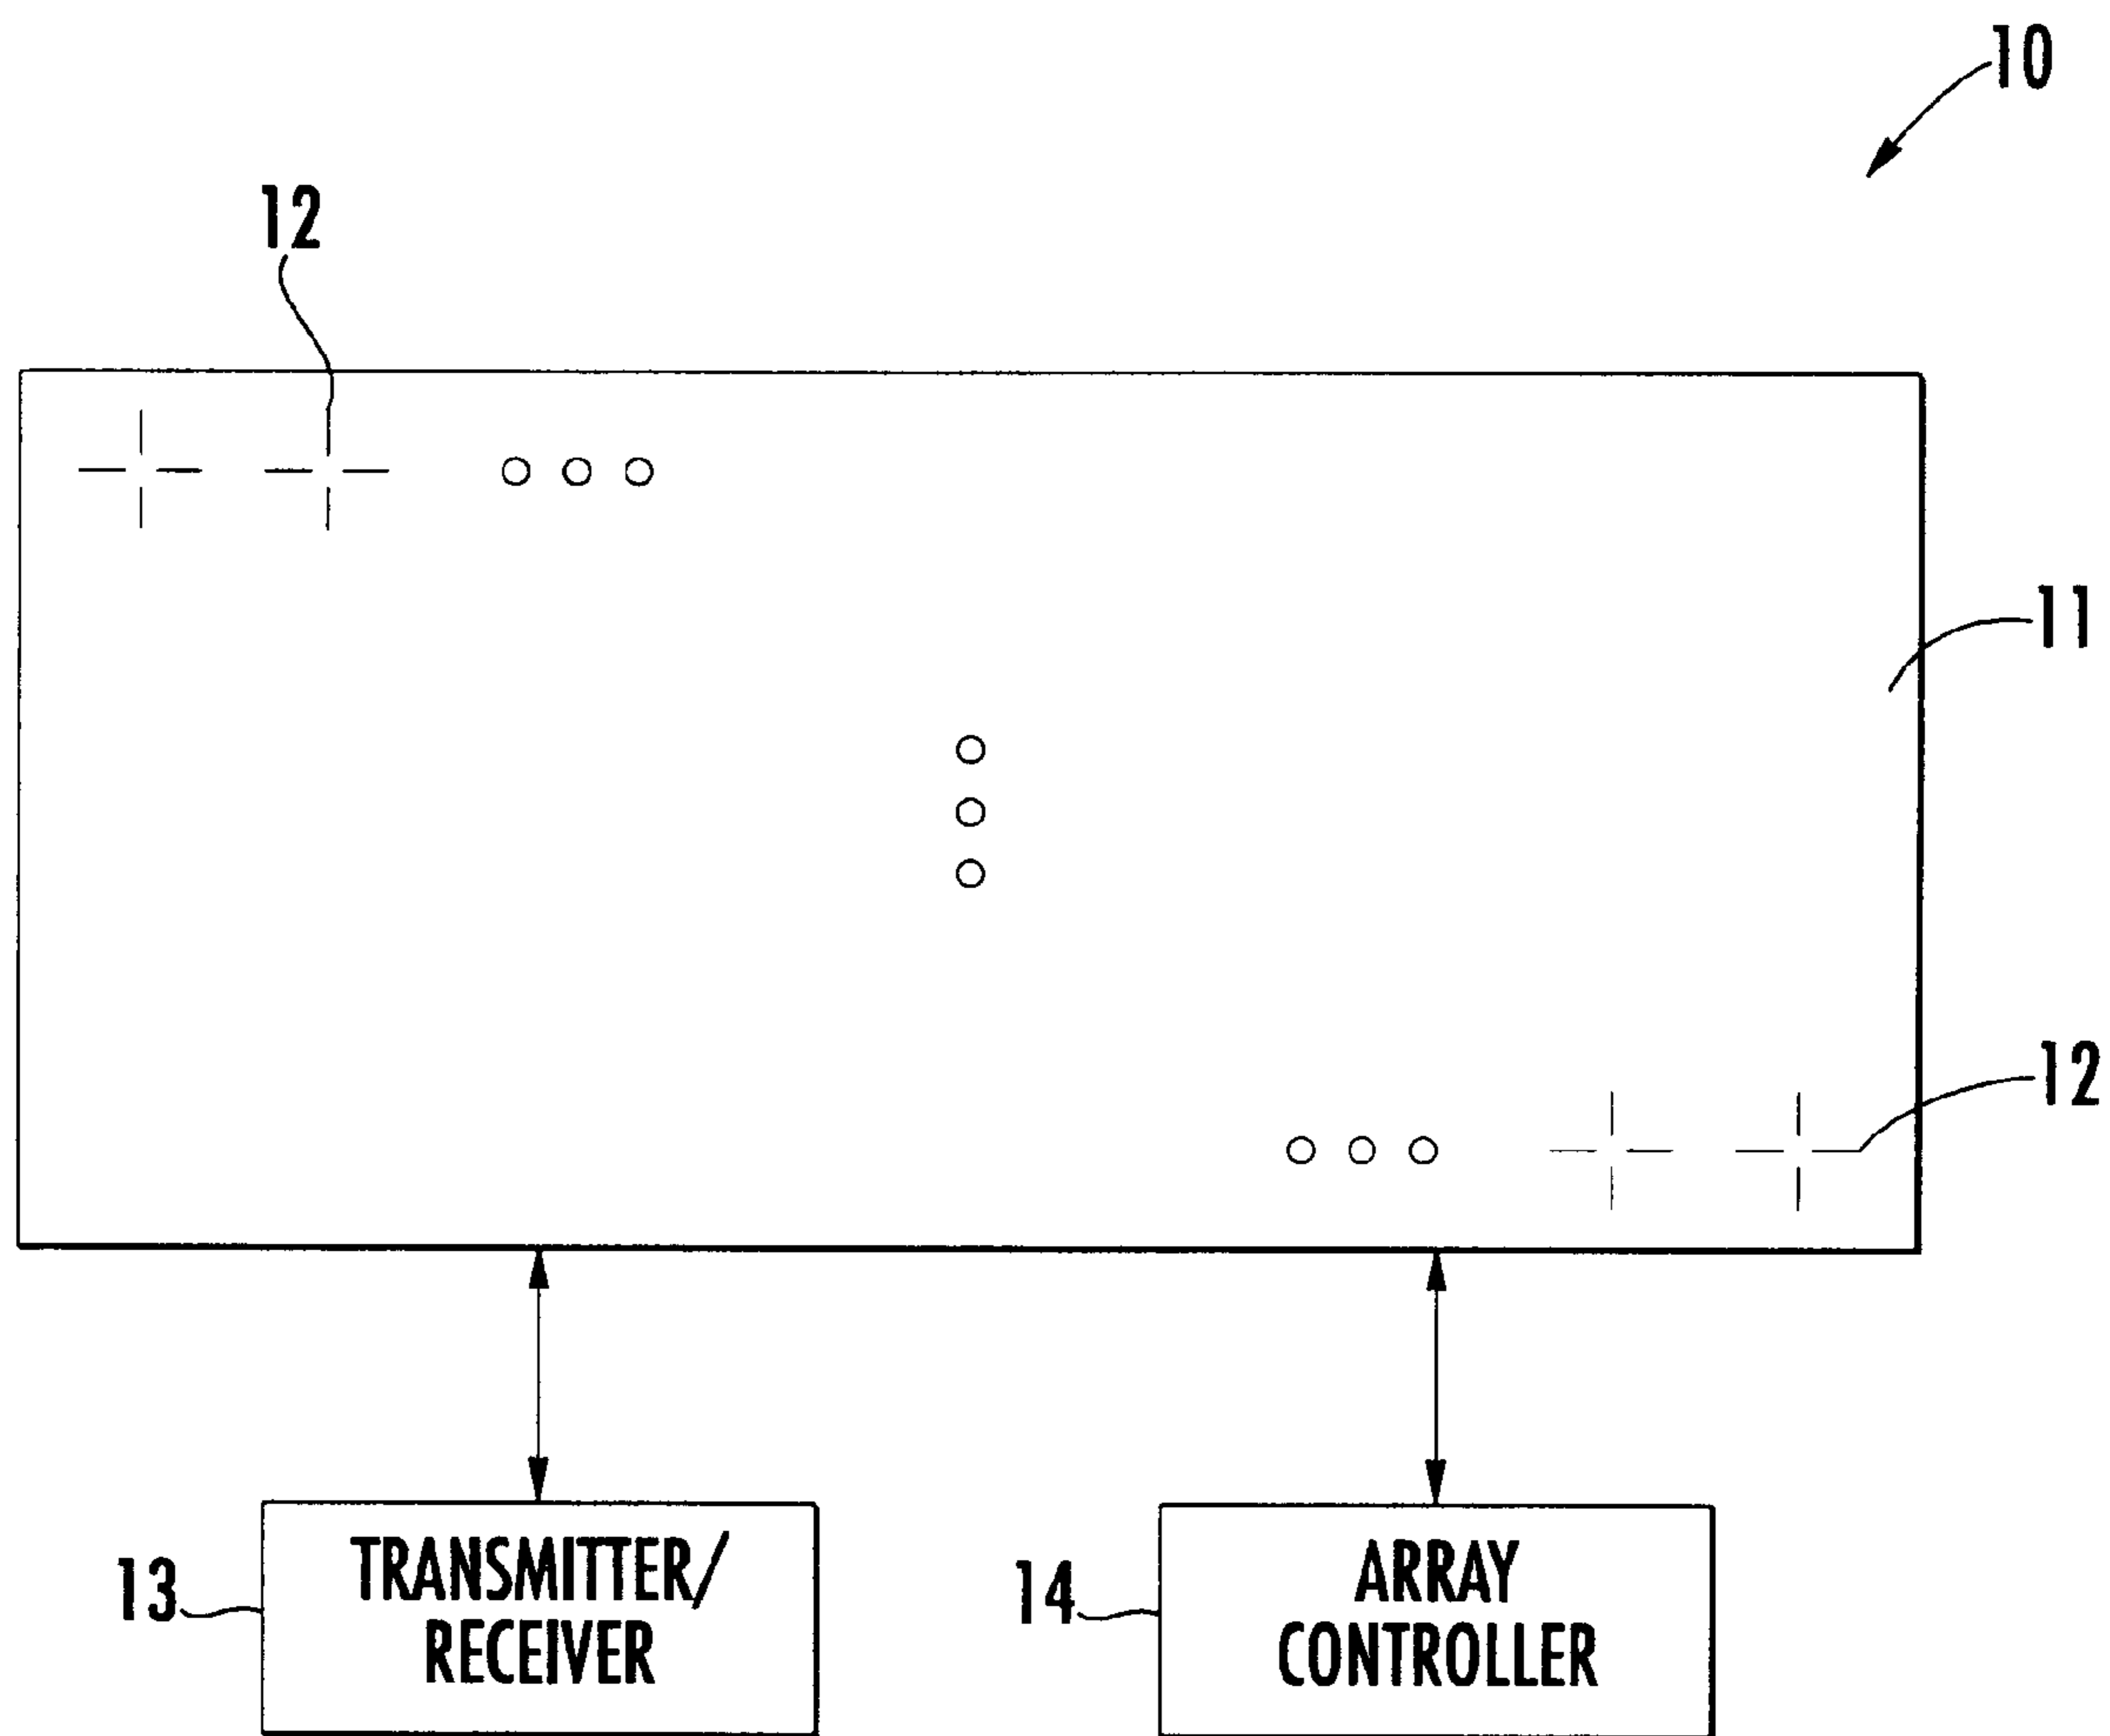 10
12
11
12
13
TRANSMITTER/
RECEIVER
14
ARRAY
CONTROLLER